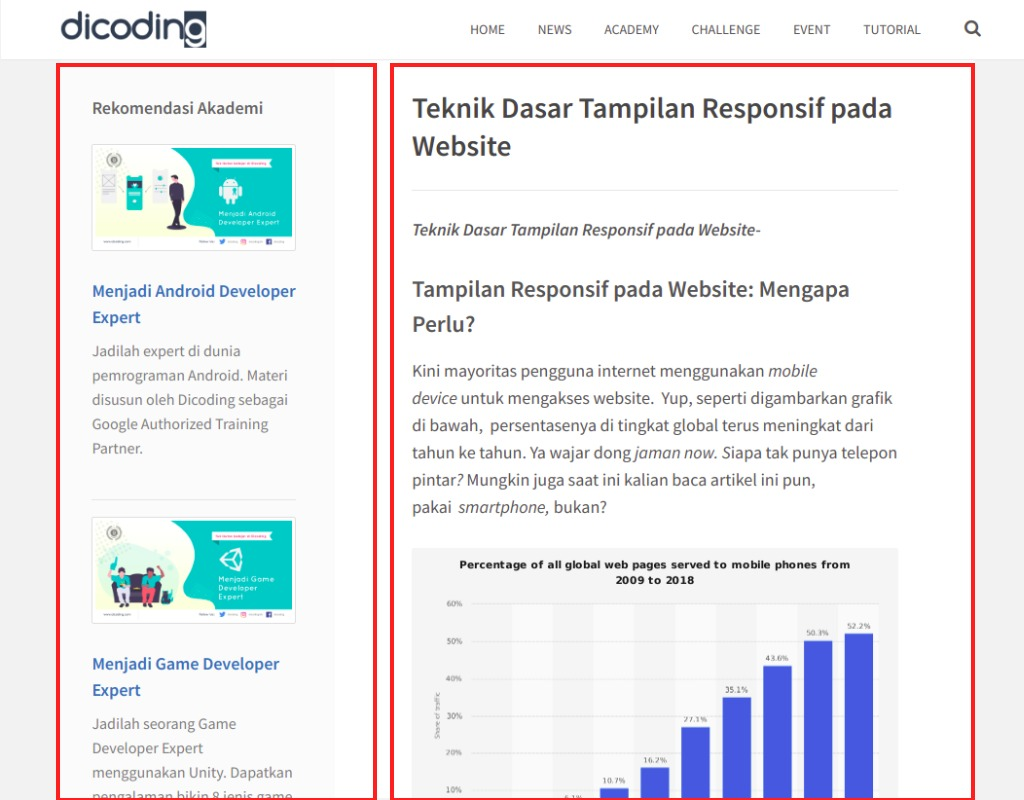 dicoding
HOME NEWS ACADEMY CHALLENGE EVENT TUTORIAL
Rekomendasi Akademi
Menjadi Android
Developer Expert
Menjadi Android Developer
Expert
Jadilah expert di dunia
pemrograman Android. Materi
disusun oleh Dicoding sebagai
Google Authorized Training
Partner.
Menjadi Game
Developer
Expert
Menjadi Game Developer
Expert
Jadilah seorang Game
Developer Expert
menggunakan Unity. Dapatkan
pengalaman bikin 8 jenis game
Teknik Dasar Tampilan Responsif pada
Website
Teknik Dasar Tampilan Responsif pada Website-
Tampilan Responsif pada Website: Mengapa
Perlu?
Kini mayoritas pengguna internet menggunakan mobile
device untuk mengakses website. Yup, seperti digambarkan grafik
di bawah, persentasenya di tingkat global terus meningkat dari
tahun ke tahun. Ya wajar dong jaman now. Siapa tak punya telepon
pintar? Mungkin juga saat ini kalian baca artikel ini pun,
pakai smartphone, bukan?
Percentage of all global web pages served to mobile phones from
2009 to 2018
60%
50%
40%
30%
20%
10%
Share of traffic
10.7%
16.2%
27.1%
35.1%
43.6%
50.3%
52.2%